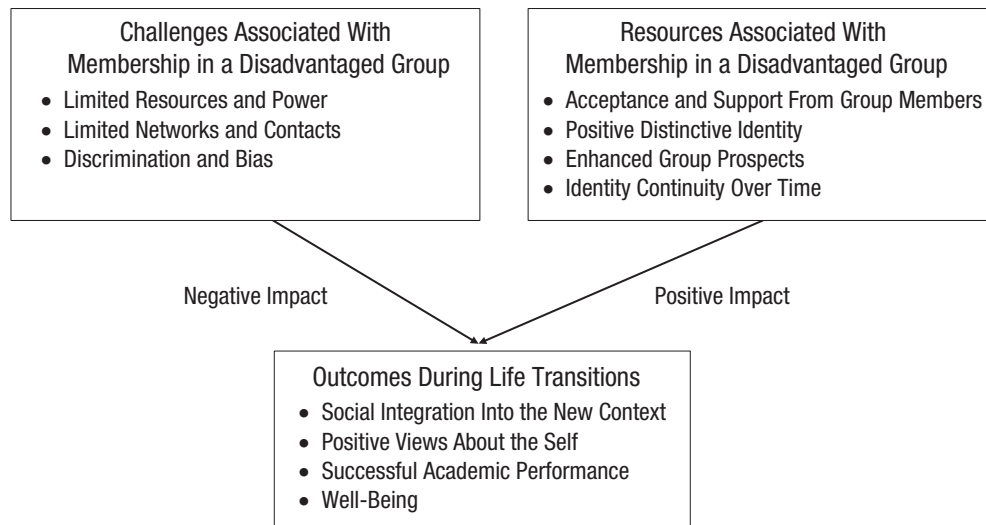 Challenges Associated With
Membership in a Disadvantaged Group
• Limited Resources and Power
• Limited Networks and Contacts
• Discrimination and Bias
Resources Associated With
Membership in a Disadvantaged Group
• Acceptance and Support From Group Members
• Positive Distinctive Identity
• Enhanced Group Prospects
• Identity Continuity Over Time
Negative Impact
Positive Impact
Outcomes During Life Transitions
• Social Integration Into the New Context
• Positive Views About the Self
• Successful Academic Performance
• Well-Being